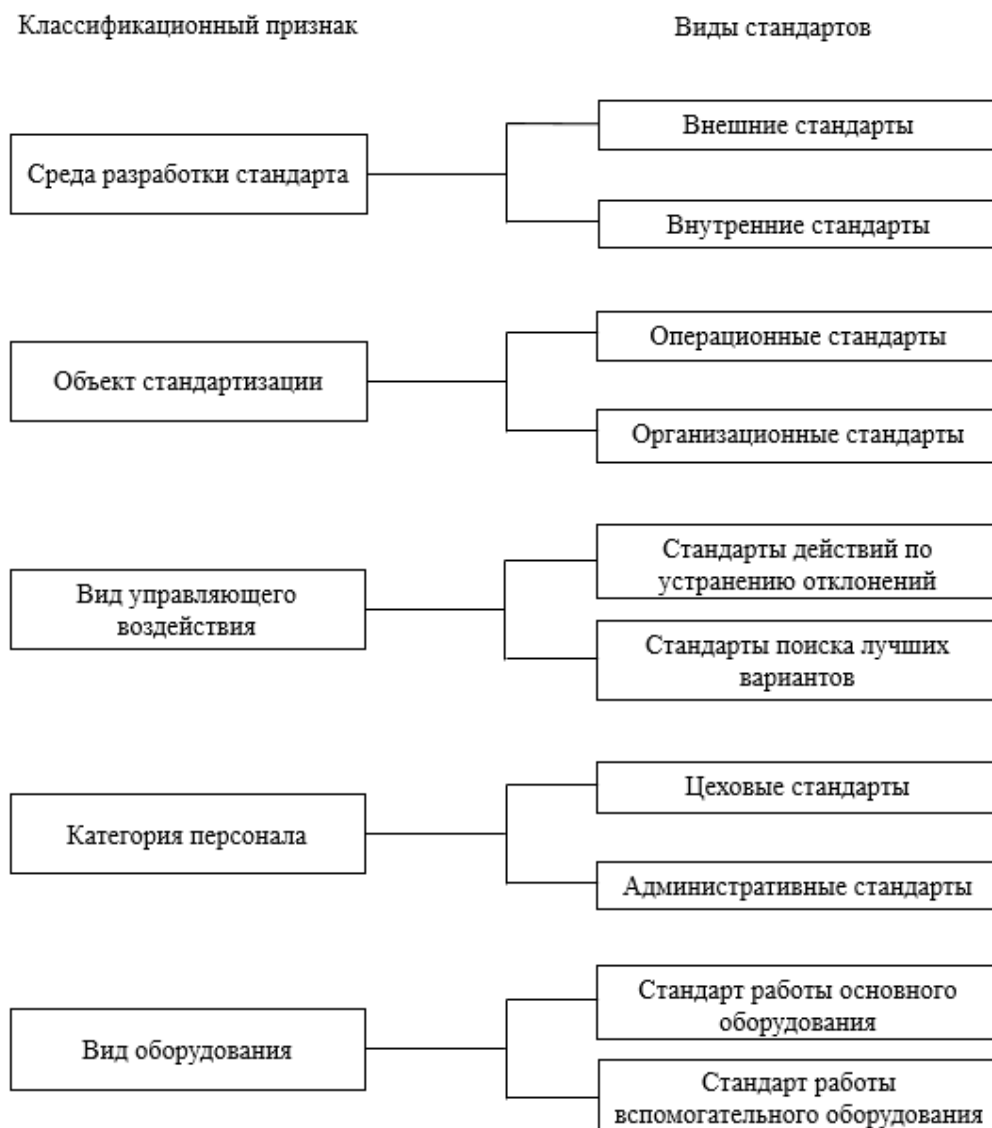 Классификационный признак
Виды стандартов
Среда разработки стандарта
Внешние стандарты
Внутренние стандарты
Объект стандартизации
Операционные стандарты
Организационные стандарты
Вид управляющего
воздействия
Стандарты действий по
устранению отклонений
Стандарты поиска лучших
вариантов
Категория персонала
Цеховые стандарты
Административные стандарты
Вид оборудования
Стандарт работы основного
оборудования
Стандарт работы
вспомогательного оборудования